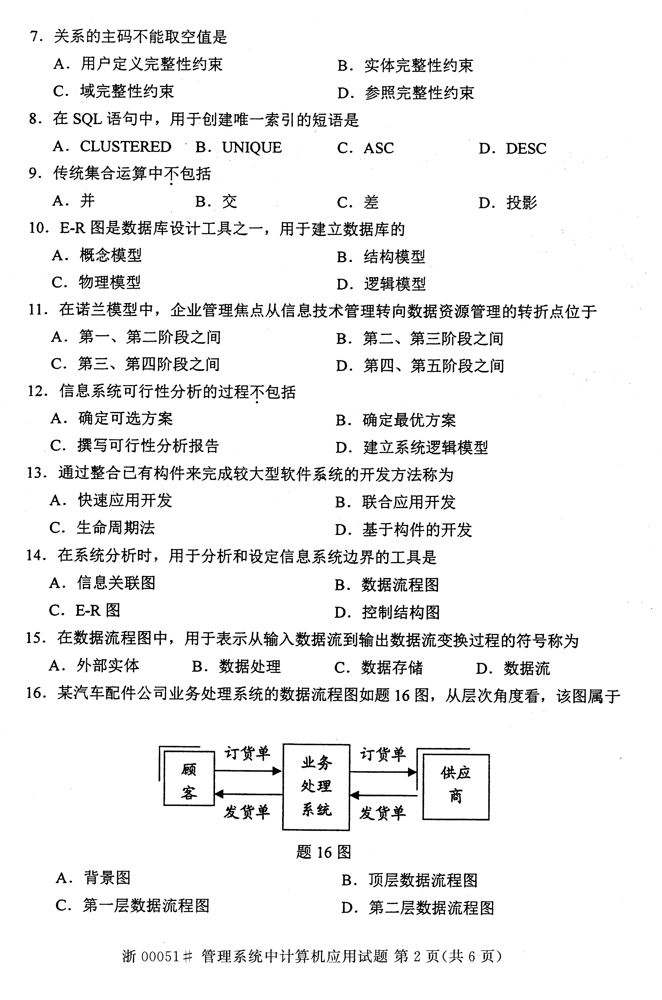 7. 关系的主码不能取空值是
A. 用户定义完整性约束 B. 实体完整性约束
C. 域完整性约束 D. 参照完整性约束
8. 在 SQL 语句中，用于创建唯一索引的短语是
A. CLUSTERED B. UNIQUE C. ASC D. DESC
9. 传统集合运算中不包括
A. 并 B. 交 C. 差 D. 投影
10. E-R 图是数据库设计工具之一，用于建立数据库的
A. 概念模型 B. 结构模型
C. 物理模型 D. 逻辑模型
11. 在诺兰模型中，企业管理焦点从信息技术管理转向数据资源管理的转折点位于
A. 第一、第二阶段之间 B. 第二、第三阶段之间
C. 第三、第四阶段之间 D. 第四、第五阶段之间
12. 信息系统可行性分析的过程不包括
A. 确定可选方案 B. 确定最优方案
C. 撰写可行性分析报告 D. 建立系统逻辑模型
13. 通过整合已有构件来完成较大型软件系统的开发方法称为
A. 快速应用开发 B. 联合应用开发
C. 生命周期法 D. 基于构件的开发
14. 在系统分析时，用于分析和设定信息系统边界的工具是
A. 信息关联图 B. 数据流程图
C. E-R 图 D. 控制结构图
15. 在数据流程图中，用于表示从输入数据流到输出数据流变换过程的符号称为
A. 外部实体 B. 数据处理 C. 数据存储 D. 数据流
16. 某汽车配件公司业务处理系统的数据流程图如题 16 图，从层次角度看，该图属于
顾
客
订货单
发货单
业务
处理
系统
订货单
发货单
供应
商
题 16 图
A. 背景图 B. 顶层数据流程图
C. 第一层数据流程图 D. 第二层数据流程图
浙 00051# 管理系统中计算机应用试题 第 2 页(共 6 页)